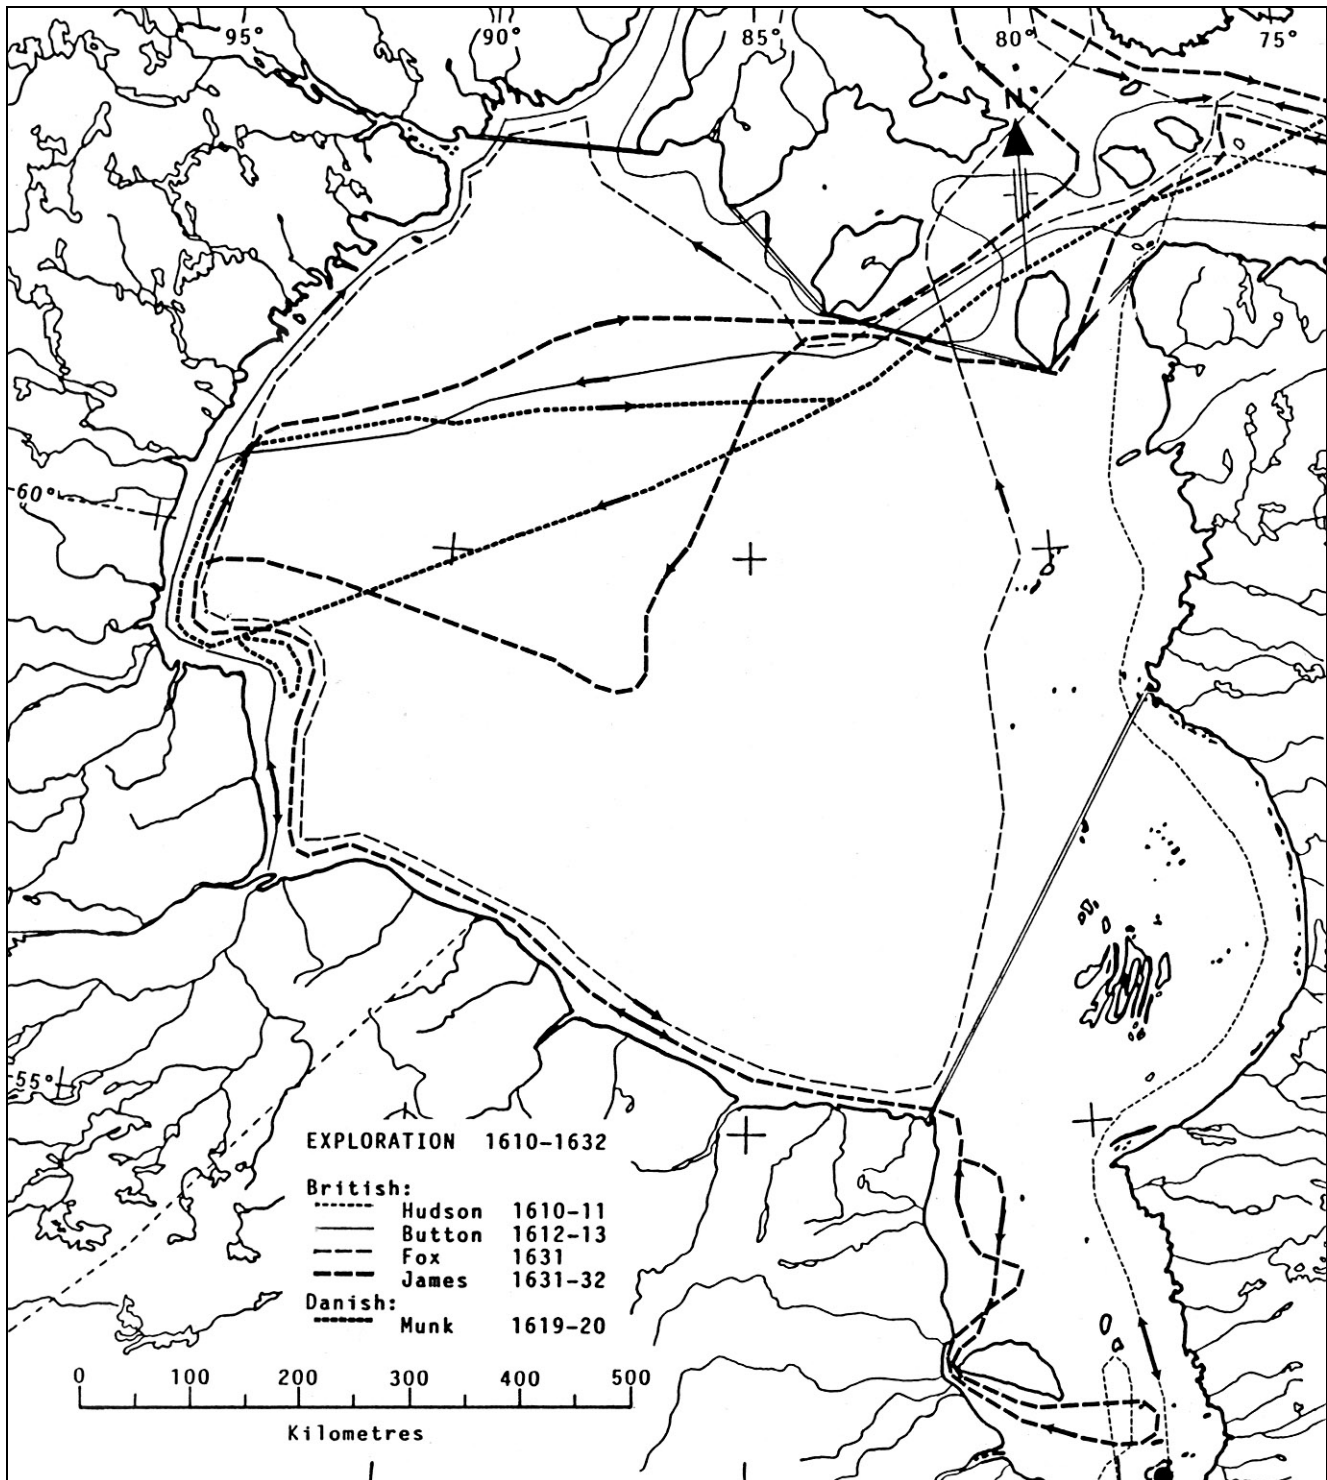 95° 90° 85° 80° 75°
N
60°
55°
EXPLORATION 1610-1632
British:
Hudson 1610-11
Button 1612-13
Fox 1631
James 1631-32
Danish:
Munk 1619-20
0 100 200 300 400 500
Kilometres